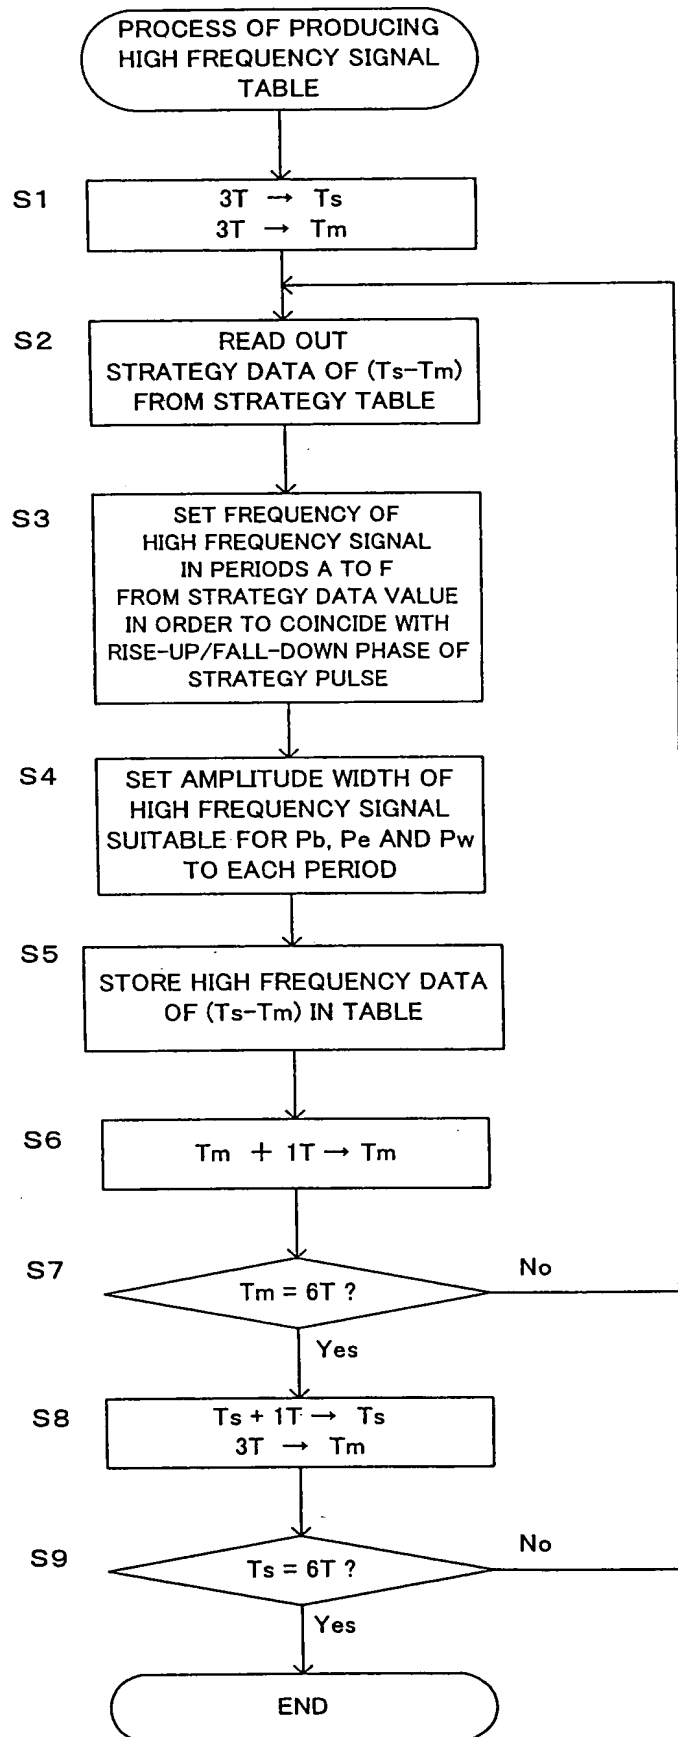 PROCESS OF PRODUCING
HIGH FREQUENCY SIGNAL
TABLE
S1
3T → Ts
3T → Tm
S2
READ OUT
STRATEGY DATA OF (Ts-Tm)
FROM STRATEGY TABLE
S3
SET FREQUENCY OF
HIGH FREQUENCY SIGNAL
IN PERIODS A TO F
FROM STRATEGY DATA VALUE
IN ORDER TO COINCIDE WITH
RISE-UP/FALL-DOWN PHASE OF
STRATEGY PULSE
S4
SET AMPLITUDE WIDTH OF
HIGH FREQUENCY SIGNAL
SUITABLE FOR Pb, Pe AND Pw
TO EACH PERIOD
S5
STORE HIGH FREQUENCY DATA
OF (Ts-Tm) IN TABLE
S6
Tm + 1T → Tm
S7
Tm = 6T ?
No
Yes
S8
Ts + 1T → Ts
3T → Tm
S9
Ts = 6T ?
No
Yes
END